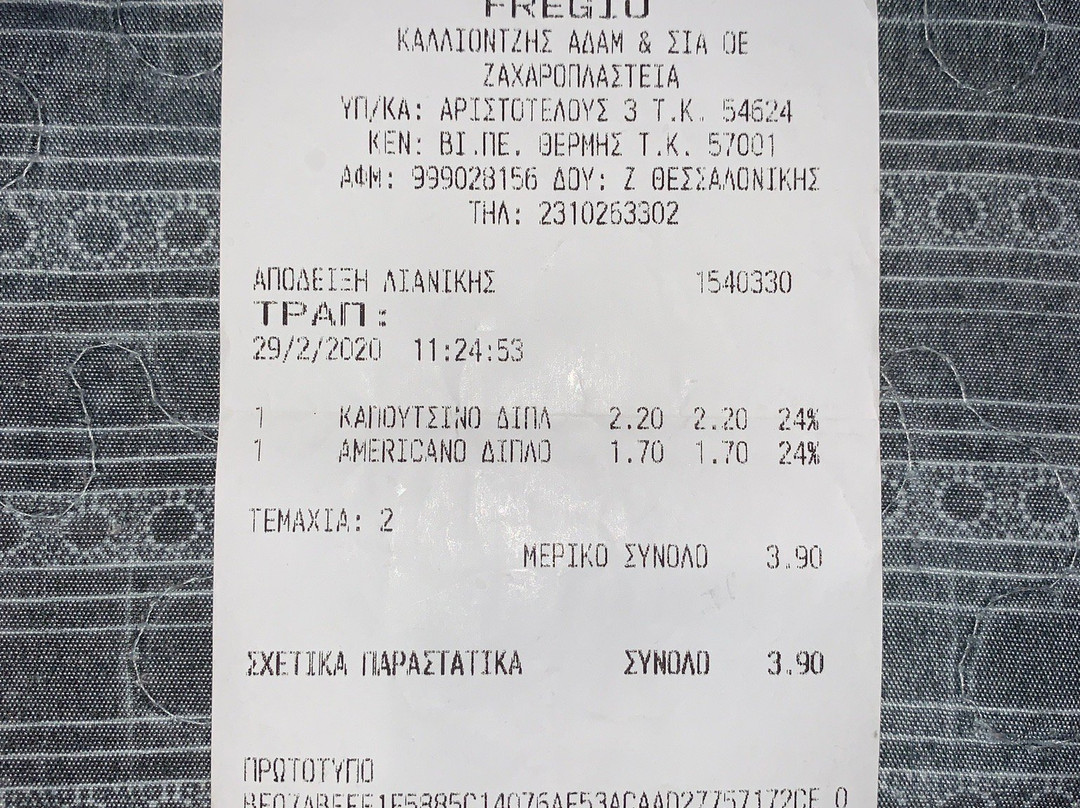 FREGIO
ΚΑΛΛΙΟΝΤΖΗΣ ΑΔΑΜ & ΣΙΑ ΟΕ
ΖΑΧΑΡΟΠΛΑΣΤΕΙΑ
ΥΠ/ΚΑ: ΑΡΙΣΤΟΤΕΛΟΥΣ 3 Τ.Κ. 54624
ΚΕΝ: ΒΙ.ΠΕ. ΘΕΡΜΗΣ Τ.Κ. 57001
ΑΦΜ: 999028156 ΔΟΥ: Ζ ΘΕΣΣΑΛΟΝΙΚΗΣ
ΤΗΛ: 2310263302
ΑΠΟΔΕΙΞΗ ΛΙΑΝΙΚΗΣ 1540330
ΤΡΑΠ:
29/2/2020 11:24:53
1 ΚΑΠΟΥΤΣΙΝΟ ΔΙΠΛ 2.20 2.20 24%
1 AMERICANO ΔΙΠΛΟ 1.70 1.70 24%
ΤΕΜΑΧΙΑ: 2
ΜΕΡΙΚΟ ΣΥΝΟΛΟ 3.90
ΣΧΕΤΙΚΑ ΠΑΡΑΣΤΑΤΙΚΑ ΣΥΝΟΛΟ 3.90
ΠΡΩΤΟΤΥΠΟ